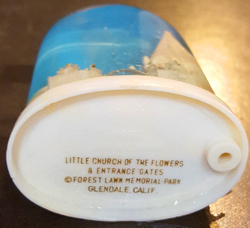 LITTLE CHURCH OF THE FLOWERS
& ENTRANCE GATES
©FOREST LAWN MEMORIAL-PARK
GLENDALE, CALIF.